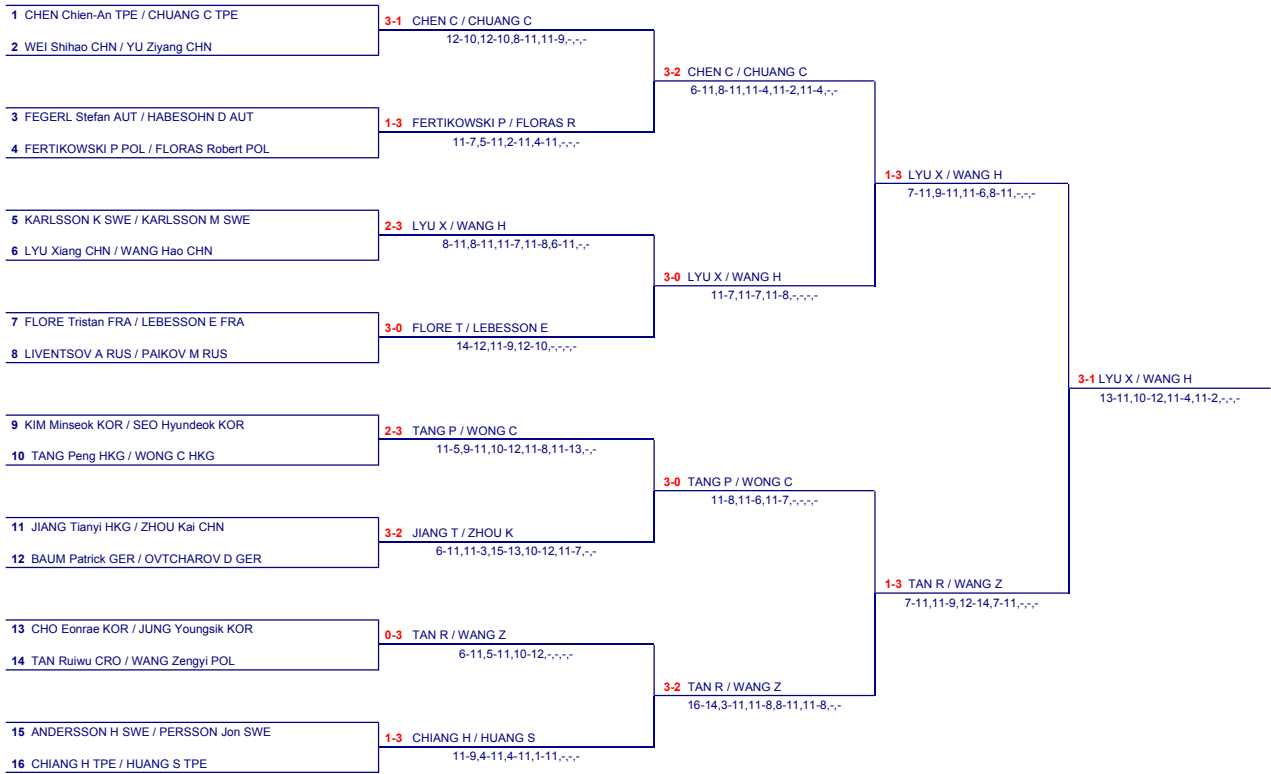 1 CHEN Chien-An TPE / CHUANG C TPE
3-1 CHEN C / CHUANG C
12-10,12-10,8-11,11-9,-,-,-
2 WEI Shihao CHN / YU Ziyang CHN
3-2 CHEN C / CHUANG C
6-11,8-11,11-4,11-2,11-4,-,-
3 FEGERL Stefan AUT / HABESOHN D AUT
1-3 FERTIKOWSKI P / FLORAS R
11-7,5-11,2-11,4-11,-,-,-
4 FERTIKOWSKI P POL / FLORAS Robert POL
1-3 LYU X / WANG H
7-11,9-11,11-6,8-11,-,-,-
5 KARLSSON K SWE / KARLSSON M SWE
2-3 LYU X / WANG H
8-11,8-11,11-7,11-8,6-11,-,-
6 LYU Xiang CHN / WANG Hao CHN
3-0 LYU X / WANG H
11-7,11-7,11-8,-,-,-,-
7 FLORE Tristan FRA / LEBESSON E FRA
3-0 FLORE T / LEBESSON E
14-12,11-9,12-10,-,-,-,-
8 LIVENTSOV A RUS / PAIKOV M RUS
3-1 LYU X / WANG H
13-11,10-12,11-4,11-2,-,-,-
9 KIM Minseok KOR / SEO Hyundeok KOR
2-3 TANG P / WONG C
11-5,9-11,10-12,11-8,11-13,-,-
10 TANG Peng HKG / WONG C HKG
3-0 TANG P / WONG C
11-8,11-6,11-7,-,-,-,-
11 JIANG Tianyi HKG / ZHOU Kai CHN
3-2 JIANG T / ZHOU K
6-11,11-3,15-13,10-12,11-7,-,-
12 BAUM Patrick GER / OVTCHAROV D GER
1-3 TAN R / WANG Z
7-11,11-9,12-14,7-11,-,-,-
13 CHO Eonrae KOR / JUNG Youngsik KOR
0-3 TAN R / WANG Z
6-11,5-11,10-12,-,-,-,-
14 TAN Ruiwu CRO / WANG Zengyi POL
3-2 TAN R / WANG Z
16-14,3-11,11-8,8-11,11-8,-,-
15 ANDERSSON H SWE / PERSSON Jon SWE
1-3 CHIANG H / HUANG S
11-9,4-11,4-11,1-11,-,-,-
16 CHIANG H TPE / HUANG S TPE